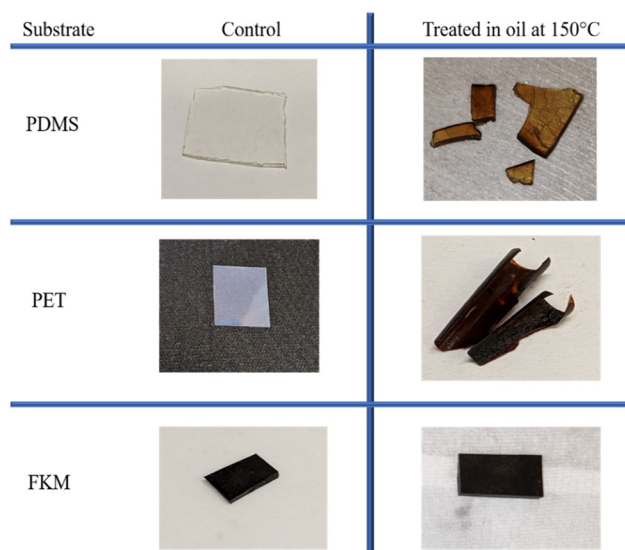 Substrate Control Treated in oil at 150°C
PDMS
PET
FKM